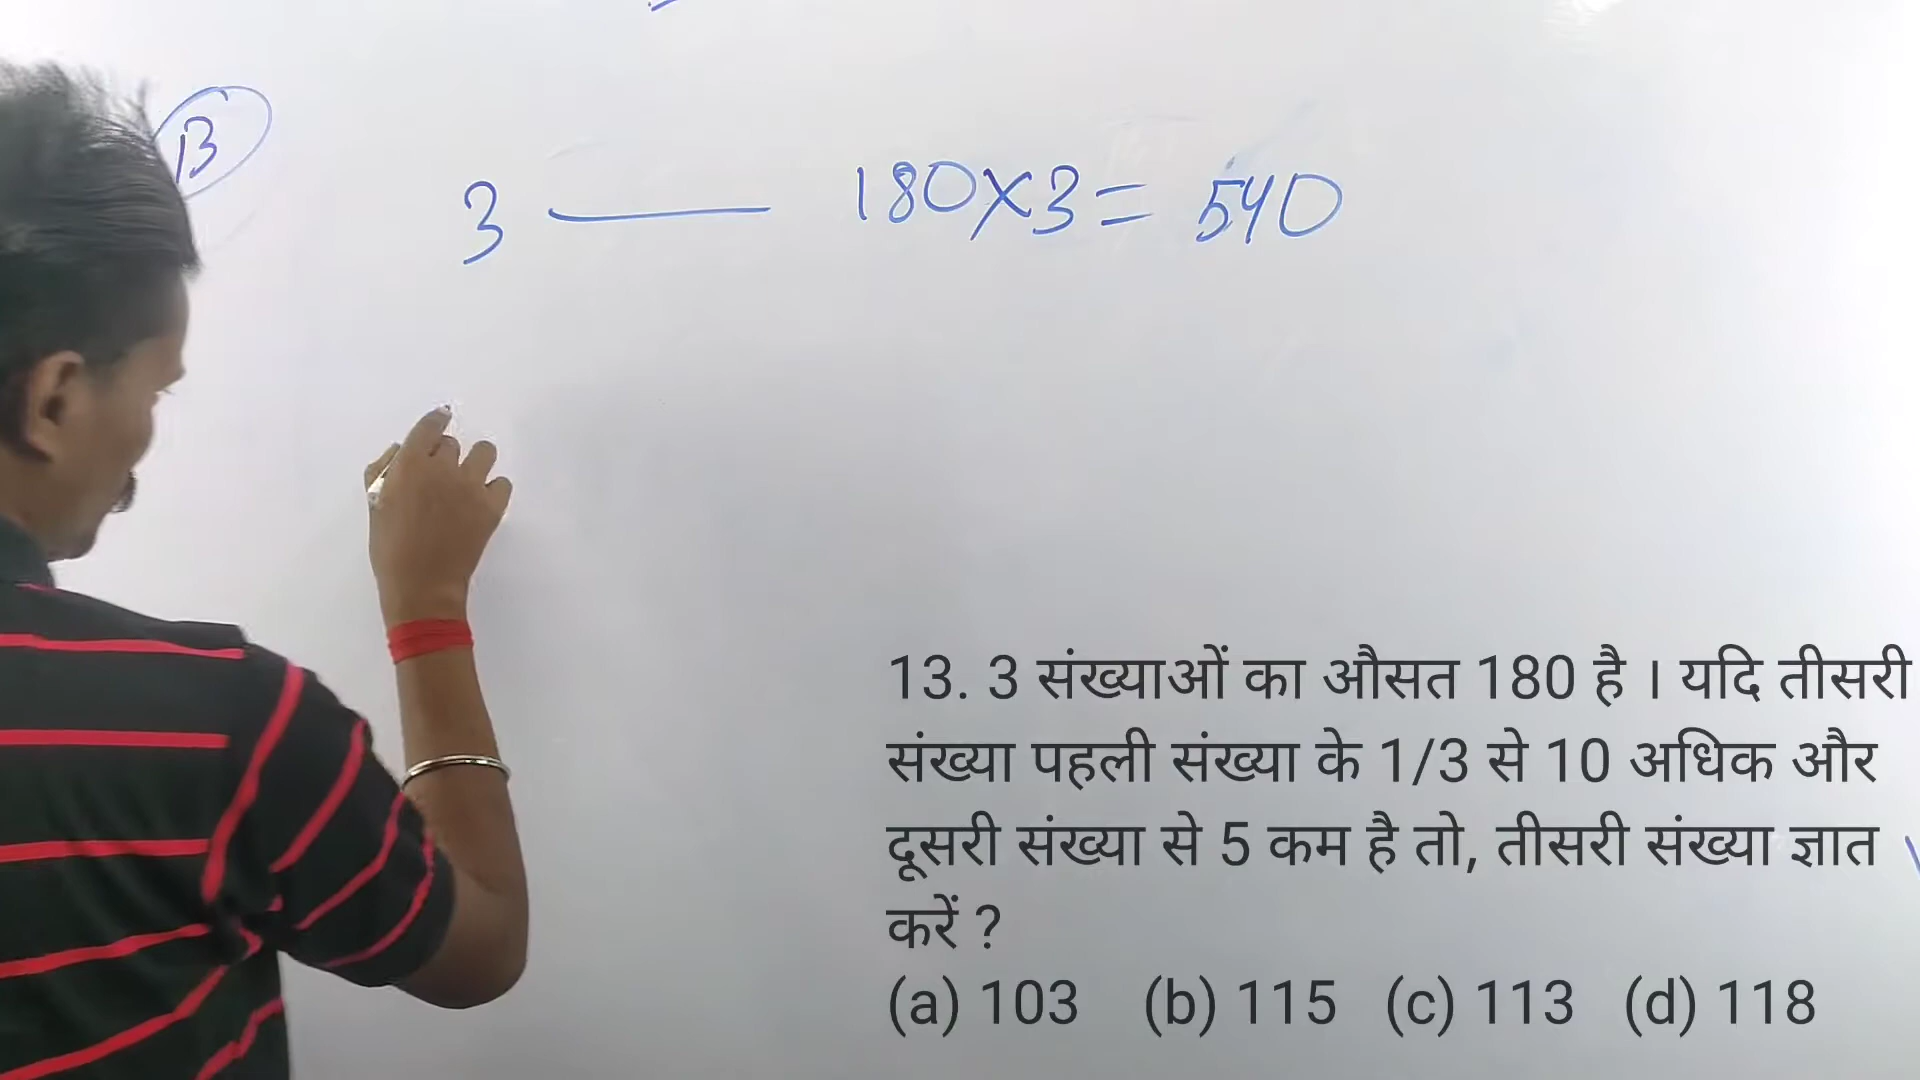 13
3 — 180×3= 540
13. 3 संख्याओं का औसत 180 है । यदि तीसरी
संख्या पहली संख्या के 1/3 से 10 अधिक और
दूसरी संख्या से 5 कम है तो, तीसरी संख्या ज्ञात
करें ?
(a) 103 (b) 115 (c) 113 (d) 118